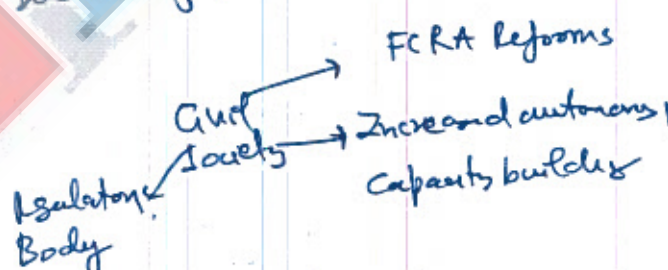 FCRA Reforms
Civil
Society
Increased autonomy
Capacity building
Regulatory
Body